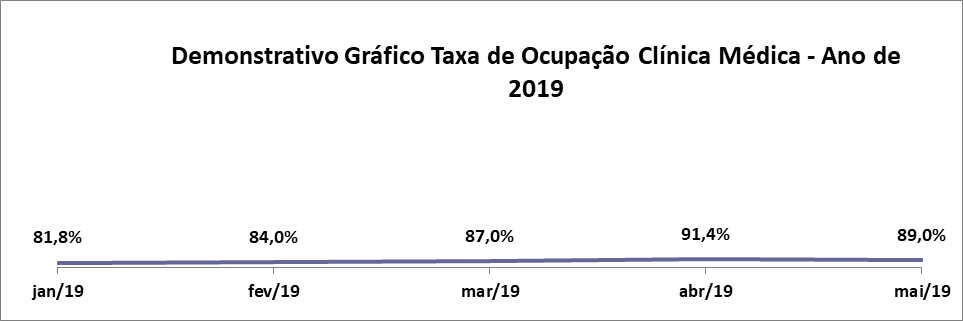 Demonstrativo Gráfico Taxa de Ocupação Clínica Médica - Ano de
2019
81,8% 84,0% 87,0% 91,4% 89,0%
jan/19 fev/19 mar/19 abr/19 mai/19